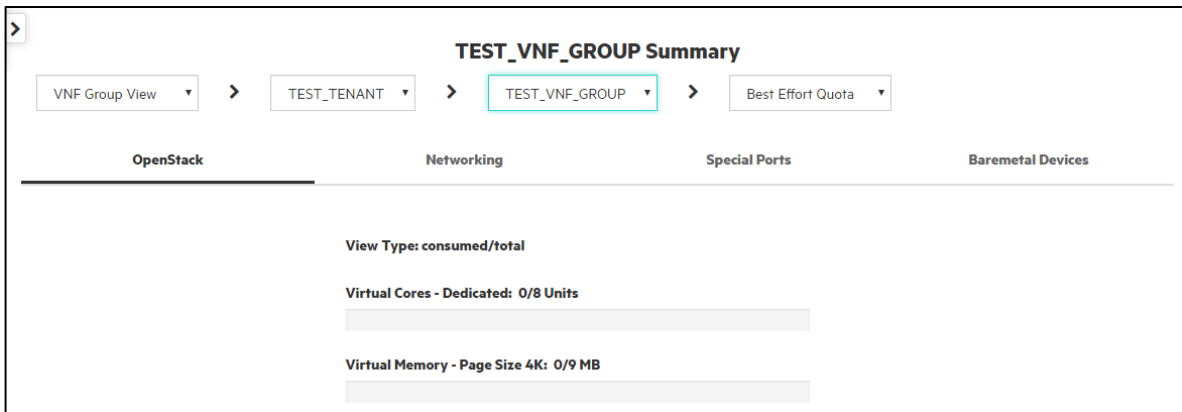 TEST_VNF_GROUP Summary
VNF Group View > TEST_TENANT > TEST_VNF_GROUP > Best Effort Quota
OpenStack Networking Special Ports Baremetal Devices
View Type: consumed/total
Virtual Cores - Dedicated: 0/8 Units
Virtual Memory - Page Size 4K: 0/9 MB